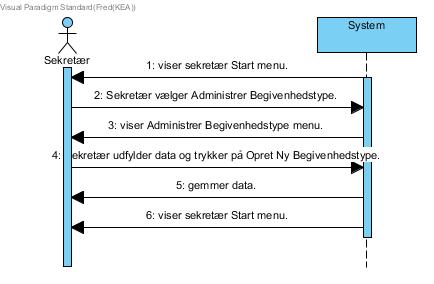 Visual Paradigm Standard(Fred(KEA))
Sekretær
System
1: viser sekretær Start menu.
2: Sekretær vælger Administrer Begivenhedstype.
3: viser Administrer Begivenhedstype menu.
4: ekretær udfylder data og trykker på Opret Ny Begivenhedstype.
5: gemmer data.
6: viser sekretær Start menu.